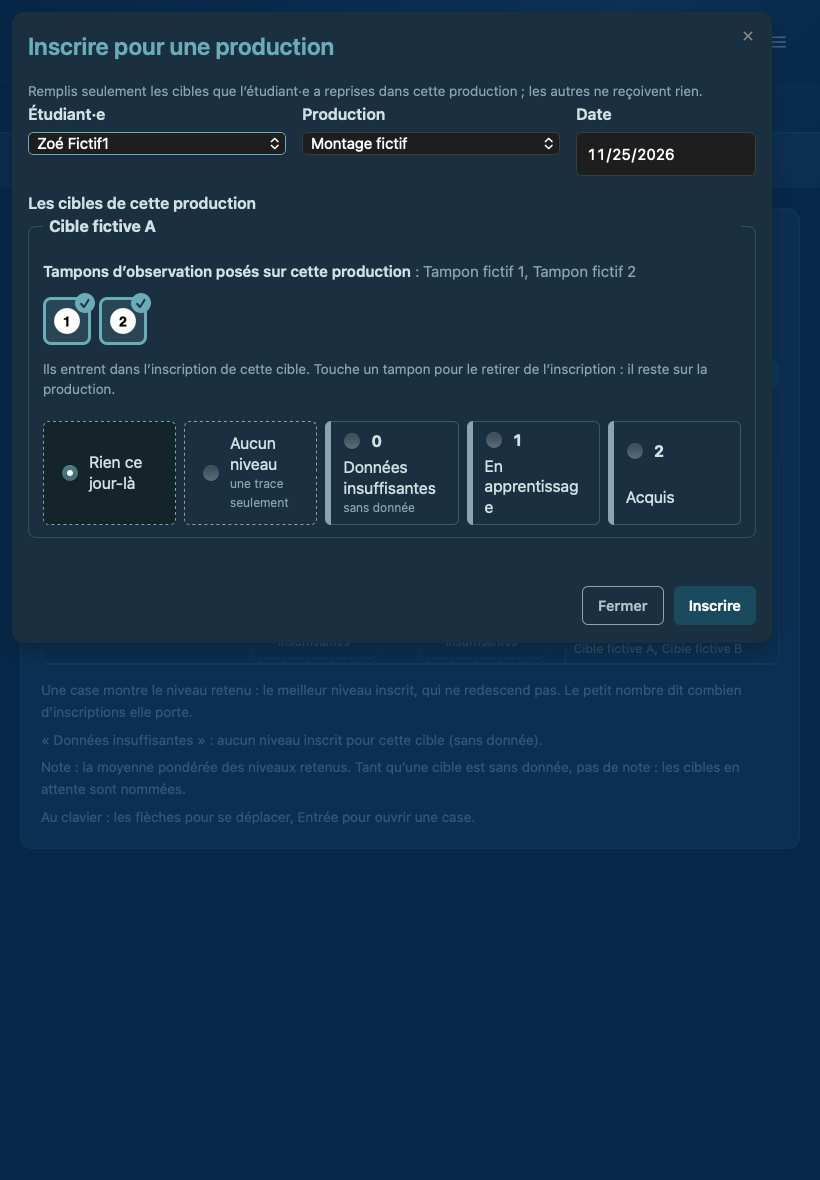 Inscrire pour une production
Remplis seulement les cibles que l’étudiant·e a reprises dans cette production ; les autres ne reçoivent rien.
Étudiant·e
Production
Date
Zoé Fictif1
Montage fictif
11/25/2026
Les cibles de cette production
Cible fictive A
Tampons d’observation posés sur cette production : Tampon fictif 1, Tampon fictif 2
1
2
Ils entrent dans l’inscription de cette cible. Touche un tampon pour le retirer de l’inscription : il reste sur la
production.
Rien ce
jour-là
Aucun
niveau
une trace
seulement
0
Données
insuffisantes
sans donnée
1
En
apprentissag
e
2
Acquis
Fermer
Inscrire
Cible fictive A, Cible fictive B
Une case montre le niveau retenu : le meilleur niveau inscrit, qui ne redescend pas. Le petit nombre dit combien
d’inscriptions elle porte.
« Données insuffisantes » : aucun niveau inscrit pour cette cible (sans donnée).
Note : la moyenne pondérée des niveaux retenus. Tant qu’une cible est sans donnée, pas de note : les cibles en
attente sont nommées.
Au clavier : les flèches pour se déplacer, Entrée pour ouvrir une case.